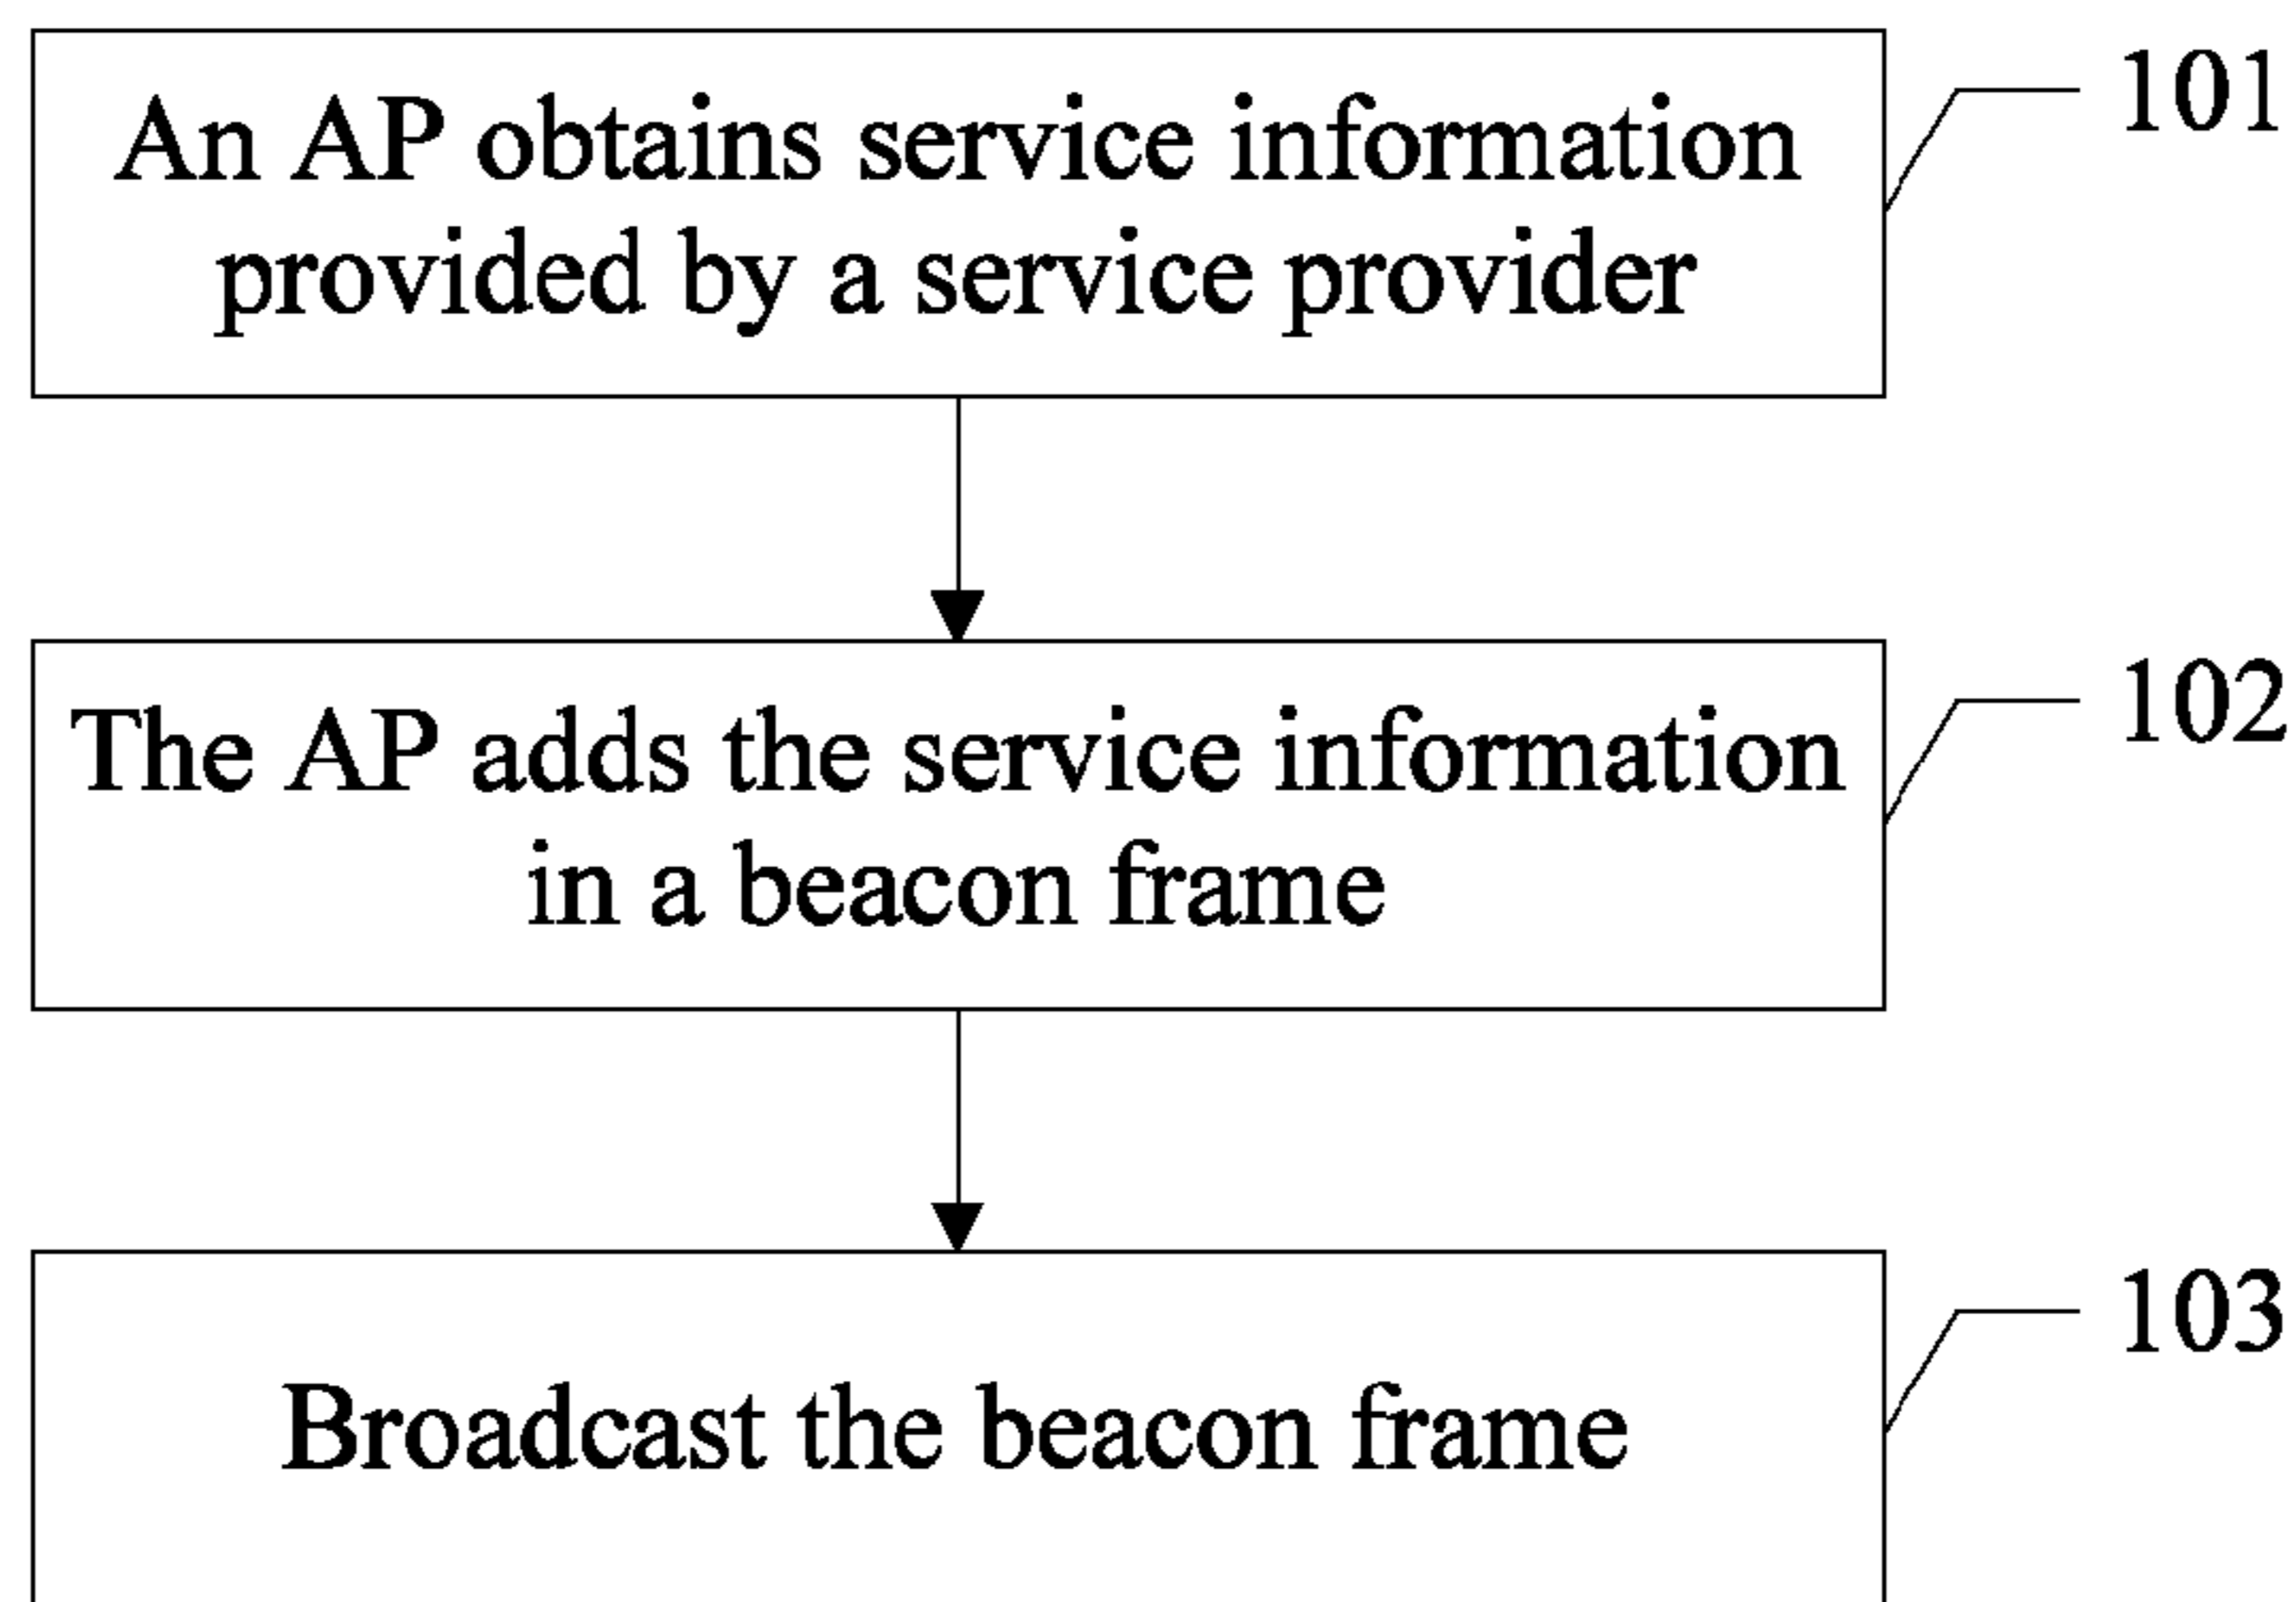 An AP obtains service information
provided by a service provider
101
The AP adds the service information
in a beacon frame
102
Broadcast the beacon frame
103